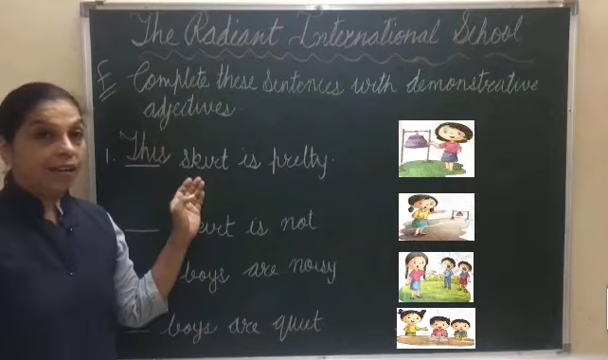 The Radiant International School
E Complete these sentences with demonstrative
adjectives.
1. This skirt is pretty.
___ skirt is not
boys are noisy
boys are quiet.